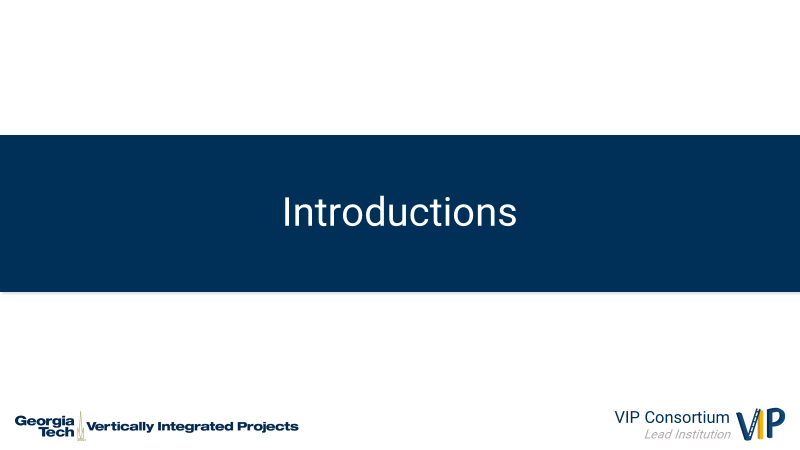 Introductions
Georgia
Tech
Vertically Integrated Projects
VIP Consortium
Lead Institution
VIP